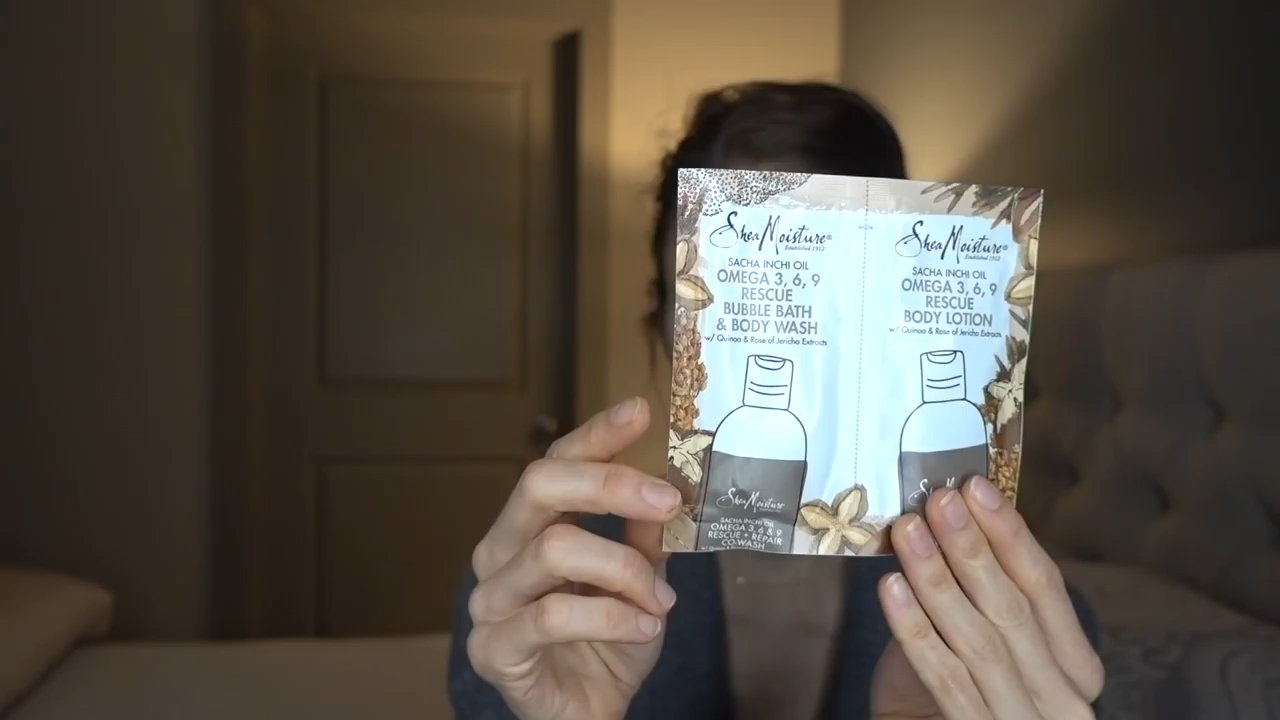 SheaMoisture®
Established 1912
SACHA INCHI OIL
OMEGA 3, 6, 9
RESCUE
BUBBLE BATH
& BODY WASH
w/ Quinoa & Rose of Jericho Extracts
SheaMoisture
SACHA INCHI OIL
OMEGA 3, 6 & 9
RESCUE + REPAIR
CO-WASH
SheaMoisture®
Established 1912
SACHA INCHI OIL
OMEGA 3, 6, 9
RESCUE
BODY LOTION
w/ Quinoa & Rose of Jericho Extracts